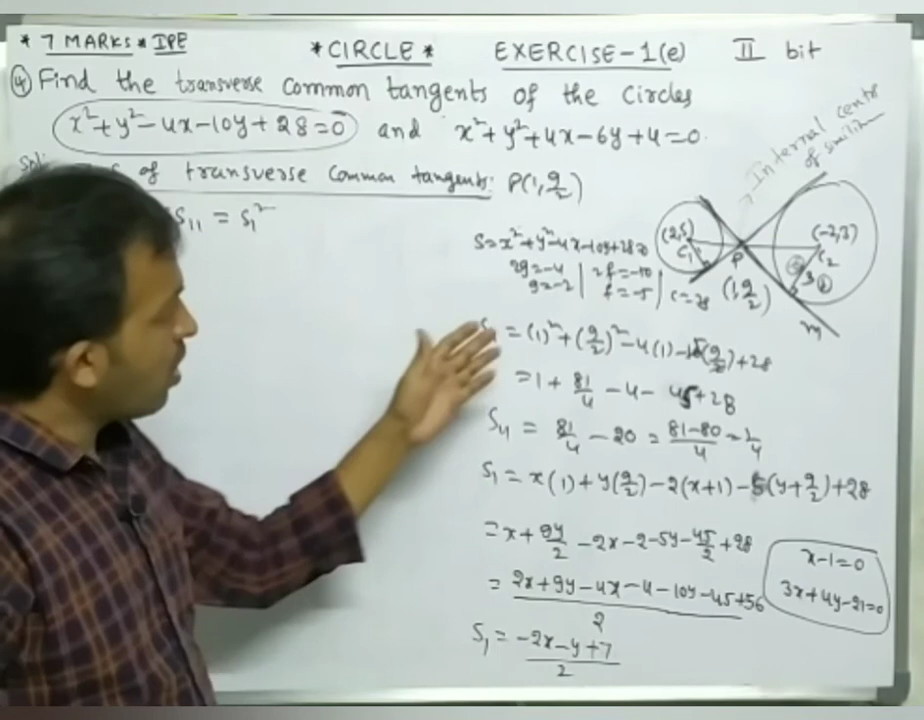 * 7 MARKS * IPE
* CIRCLE *
EXERCISE-1(e) II bit
④ Find the transverse common tangents of the circles
x²+y²-4x-10y+28=0 and x²+y²+4x-6y+4=0.
Sol:
of transverse common tangents: P(1, 9/2)
S₁₁ = S₁²
Internal centre of similitu
(2,5)
C₁
P
(1, 9/2)
(-2,3)
C₂
3
m
S=x²+y²-4x-10y+28=0
2g=-4 | 2f=-10
g=-2 | f=-5 | c=28
= (1)²+(9/2)²-4(1)-10(9/2)+28
= 1 + 81/4 - 4 - 45+28
S₁₁ = 81/4 - 20 = 81-80/4 = 1/4
S₁ = x(1)+y(9/2)-2(x+1)-5(y+9/2)+28
= x+9y/2-2x-2-5y-45/2+28
= 2x+9y-4x-4-10y-45+56/2
S₁ = -2x-y+7/2
x-1=0
3x+4y-21=0